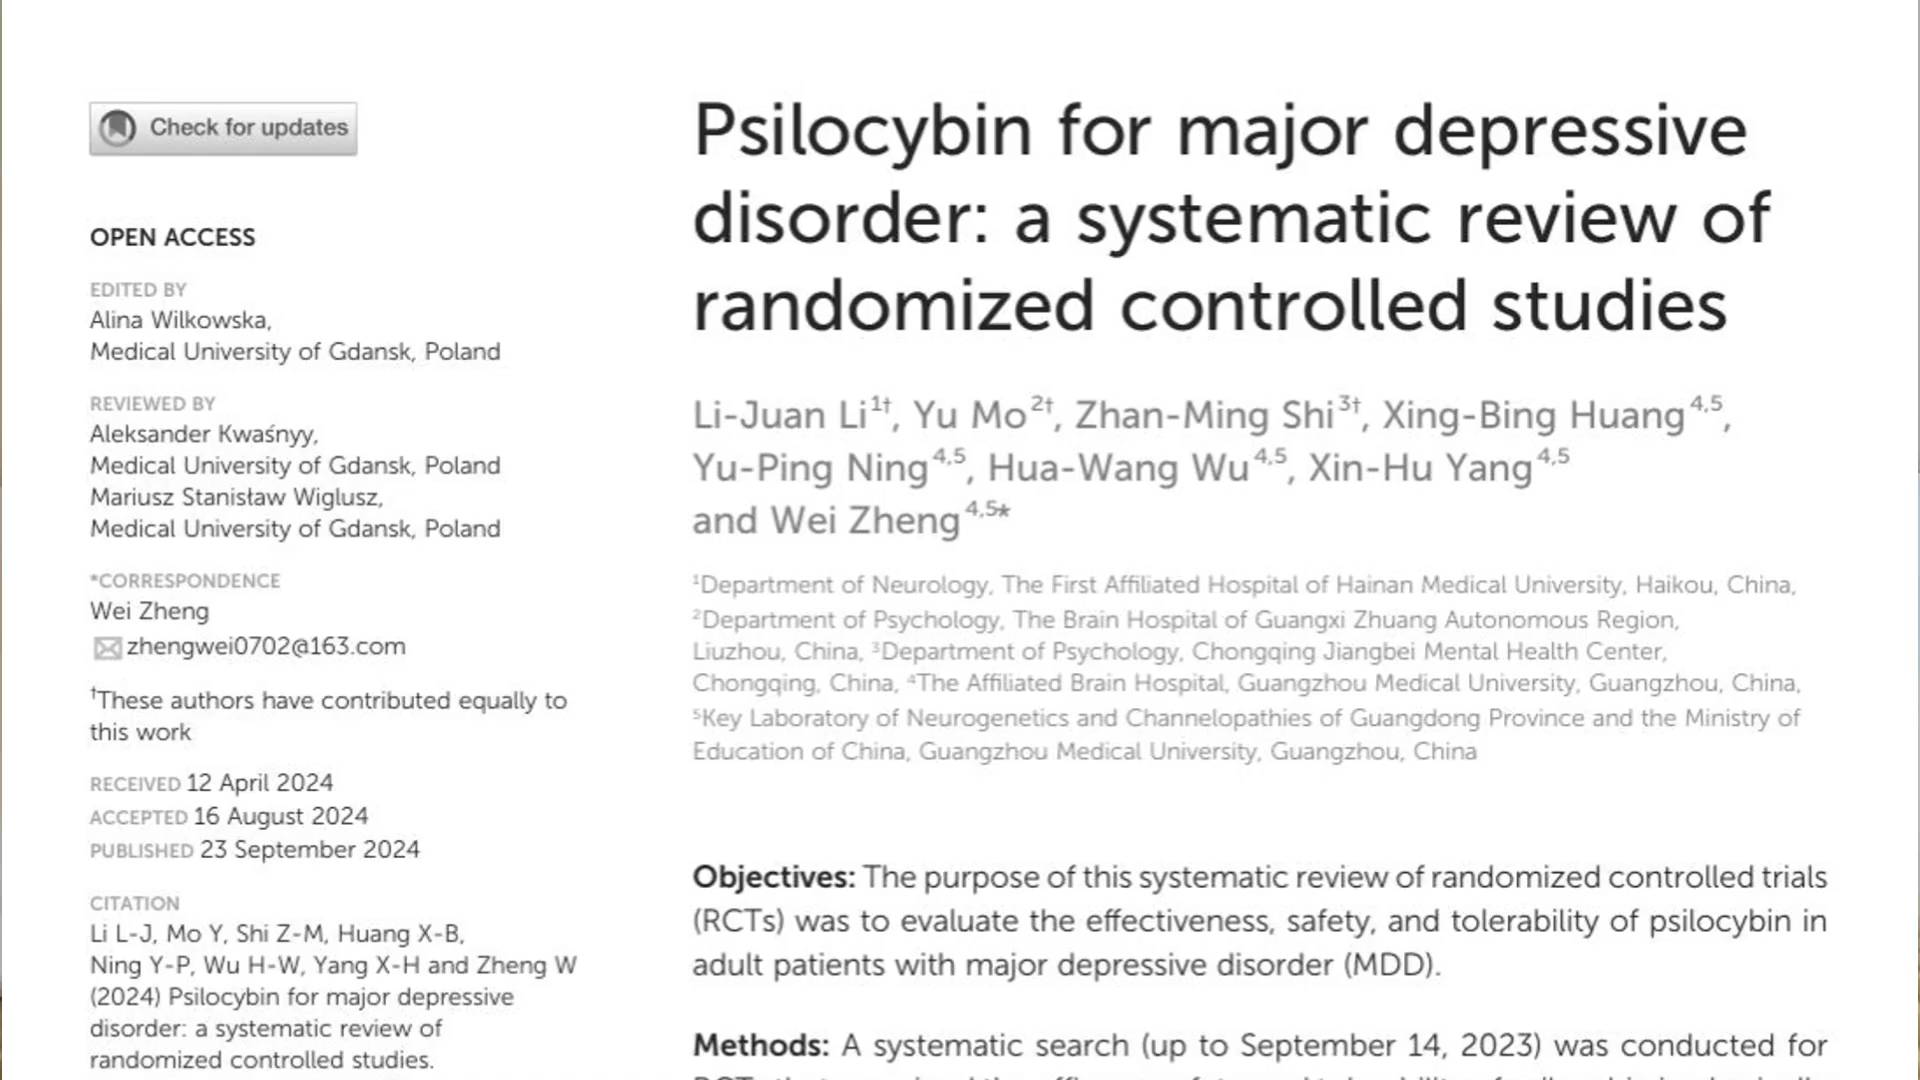 Check for updates
OPEN ACCESS
EDITED BY
Alina Wilkowska,
Medical University of Gdansk, Poland
REVIEWED BY
Aleksander Kwaśnyy,
Medical University of Gdansk, Poland
Mariusz Stanisław Wiglusz,
Medical University of Gdansk, Poland
*CORRESPONDENCE
Wei Zheng
zhengwei0702@163.com
†These authors have contributed equally to
this work
RECEIVED 12 April 2024
ACCEPTED 16 August 2024
PUBLISHED 23 September 2024
CITATION
Li L-J, Mo Y, Shi Z-M, Huang X-B,
Ning Y-P, Wu H-W, Yang X-H and Zheng W
(2024) Psilocybin for major depressive
disorder: a systematic review of
randomized controlled studies.
Psilocybin for major depressive
disorder: a systematic review of
randomized controlled studies
Li-Juan Li1†, Yu Mo2†, Zhan-Ming Shi3†, Xing-Bing Huang4,5,
Yu-Ping Ning4,5, Hua-Wang Wu4,5, Xin-Hu Yang4,5
and Wei Zheng4,5*
1Department of Neurology, The First Affiliated Hospital of Hainan Medical University, Haikou, China,
2Department of Psychology, The Brain Hospital of Guangxi Zhuang Autonomous Region,
Liuzhou, China, 3Department of Psychology, Chongqing Jiangbei Mental Health Center,
Chongqing, China, 4The Affiliated Brain Hospital, Guangzhou Medical University, Guangzhou, China,
5Key Laboratory of Neurogenetics and Channelopathies of Guangdong Province and the Ministry of
Education of China, Guangzhou Medical University, Guangzhou, China
Objectives: The purpose of this systematic review of randomized controlled trials
(RCTs) was to evaluate the effectiveness, safety, and tolerability of psilocybin in
adult patients with major depressive disorder (MDD).
Methods: A systematic search (up to September 14, 2023) was conducted for